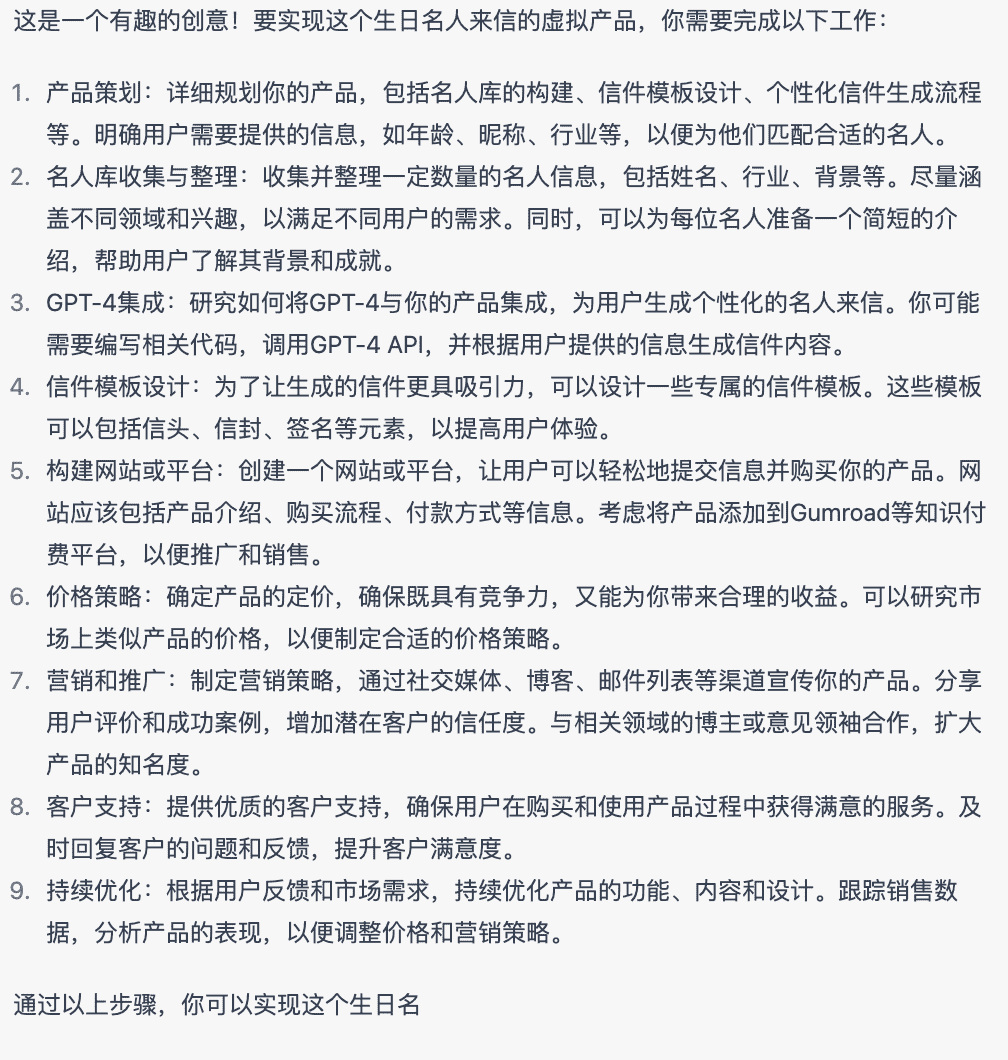 这是一个有趣的创意！要实现这个生日名人来信的虚拟产品，你需要完成以下工作：
1. 产品策划：详细规划你的产品，包括名人库的构建、信件模板设计、个性化信件生成流程
等。明确用户需要提供的信息，如年龄、昵称、行业等，以便为他们匹配合适的名人。
2. 名人库收集与整理：收集并整理一定数量的名人信息，包括姓名、行业、背景等。尽量涵
盖不同领域和兴趣，以满足不同用户的需求。同时，可以为每位名人准备一个简短的介
绍，帮助用户了解其背景和成就。
3. GPT-4集成：研究如何将GPT-4与你的产品集成，为用户生成个性化的名人来信。你可能
需要编写相关代码，调用GPT-4 API，并根据用户提供的信息生成信件内容。
4. 信件模板设计：为了让生成的信件更具吸引力，可以设计一些专属的信件模板。这些模板
可以包括信头、信封、签名等元素，以提高用户体验。
5. 构建网站或平台：创建一个网站或平台，让用户可以轻松地提交信息并购买你的产品。网
站应该包括产品介绍、购买流程、付款方式等信息。考虑将产品添加到Gumroad等知识付
费平台，以便推广和销售。
6. 价格策略：确定产品的定价，确保既具有竞争力，又能为你带来合理的收益。可以研究市
场上类似产品的价格，以便制定合适的价格策略。
7. 营销和推广：制定营销策略，通过社交媒体、博客、邮件列表等渠道宣传你的产品。分享
用户评价和成功案例，增加潜在客户的信任度。与相关领域的博主或意见领袖合作，扩大
产品的知名度。
8. 客户支持：提供优质的客户支持，确保用户在购买和使用产品过程中获得满意的服务。及
时回复客户的问题和反馈，提升客户满意度。
9. 持续优化：根据用户反馈和市场需求，持续优化产品的功能、内容和设计。跟踪销售数
据，分析产品的表现，以便调整价格和营销策略。
通过以上步骤，你可以实现这个生日名